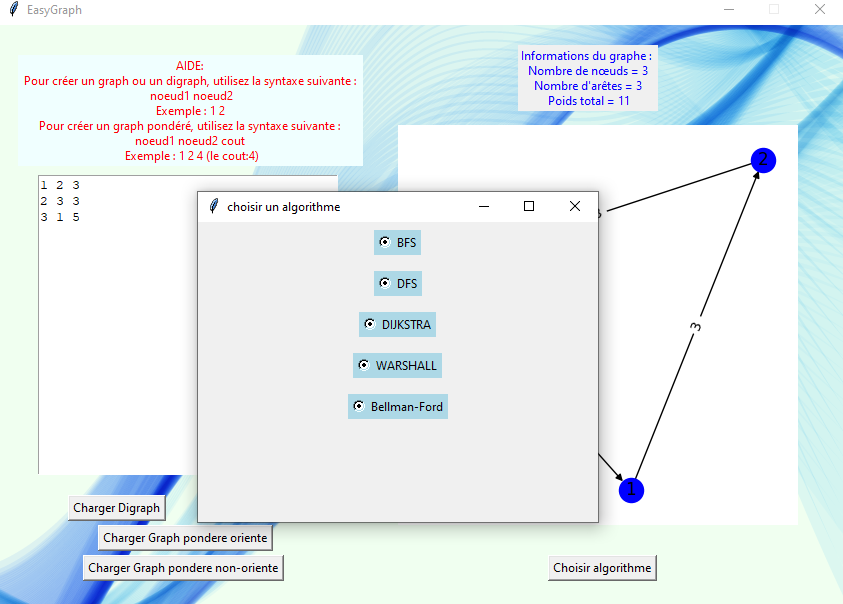 EasyGraph
AIDE:
Pour créer un graph ou un digraph, utilisez la syntaxe suivante :
noeud1 noeud2
Exemple : 1 2
Pour créer un graph pondéré, utilisez la syntaxe suivante :
noeud1 noeud2 cout
Exemple : 1 2 4 (le cout:4)
Informations du graphe :
Nombre de nœuds = 3
Nombre d'arêtes = 3
Poids total = 11
1 2 3
2 3 3
3 1 5
choisir un algorithme
BFS
DFS
DIJKSTRA
WARSHALL
Bellman-Ford
2
3
1
Charger Digraph
Charger Graph pondere oriente
Charger Graph pondere non-oriente
Choisir algorithme